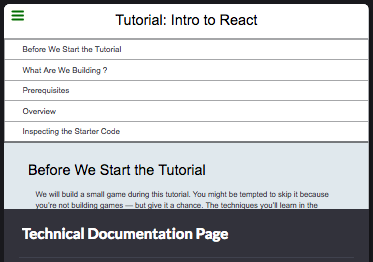 Tutorial: Intro to React
Before We Start the Tutorial
What Are We Building ?
Prerequisites
Overview
Inspecting the Starter Code
Before We Start the Tutorial
We will build a small game during this tutorial. You might be tempted to skip it because
you're not building games — but give it a chance. The techniques you'll learn in the
Technical Documentation Page